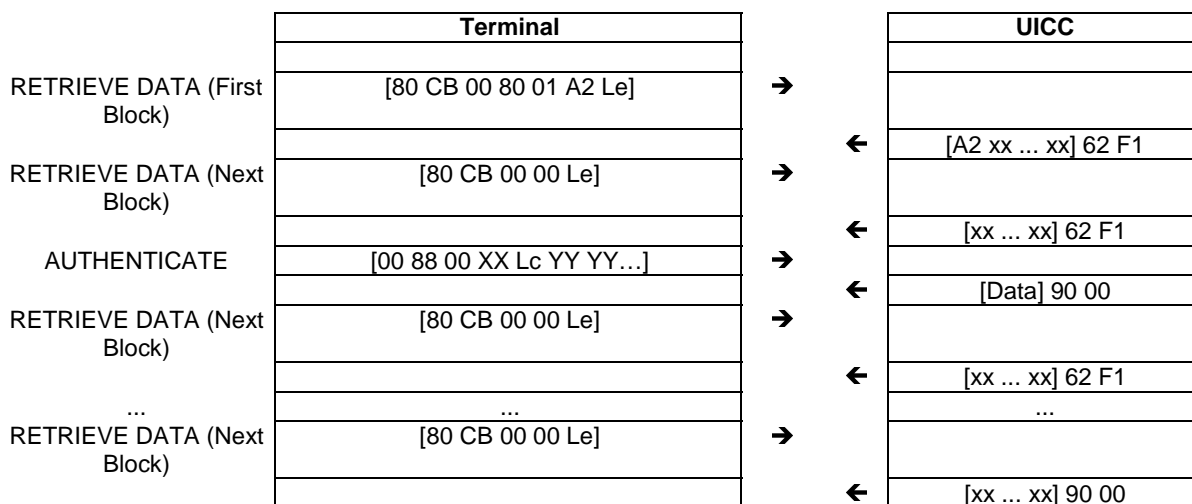 Terminal UICC
RETRIEVE DATA (First [80 CB 00 80 01 A2 Le] ➔
Block)
🡸 [A2 xx ... xx] 62 F1
RETRIEVE DATA (Next [80 CB 00 00 Le] ➔
Block)
🡸 [xx ... xx] 62 F1
AUTHENTICATE [00 88 00 XX Lc YY YY…] ➔
🡸 [Data] 90 00
RETRIEVE DATA (Next [80 CB 00 00 Le] ➔
Block)
🡸 [xx ... xx] 62 F1
... ... ...
RETRIEVE DATA (Next [80 CB 00 00 Le] ➔
Block)
🡸 [xx ... xx] 90 00